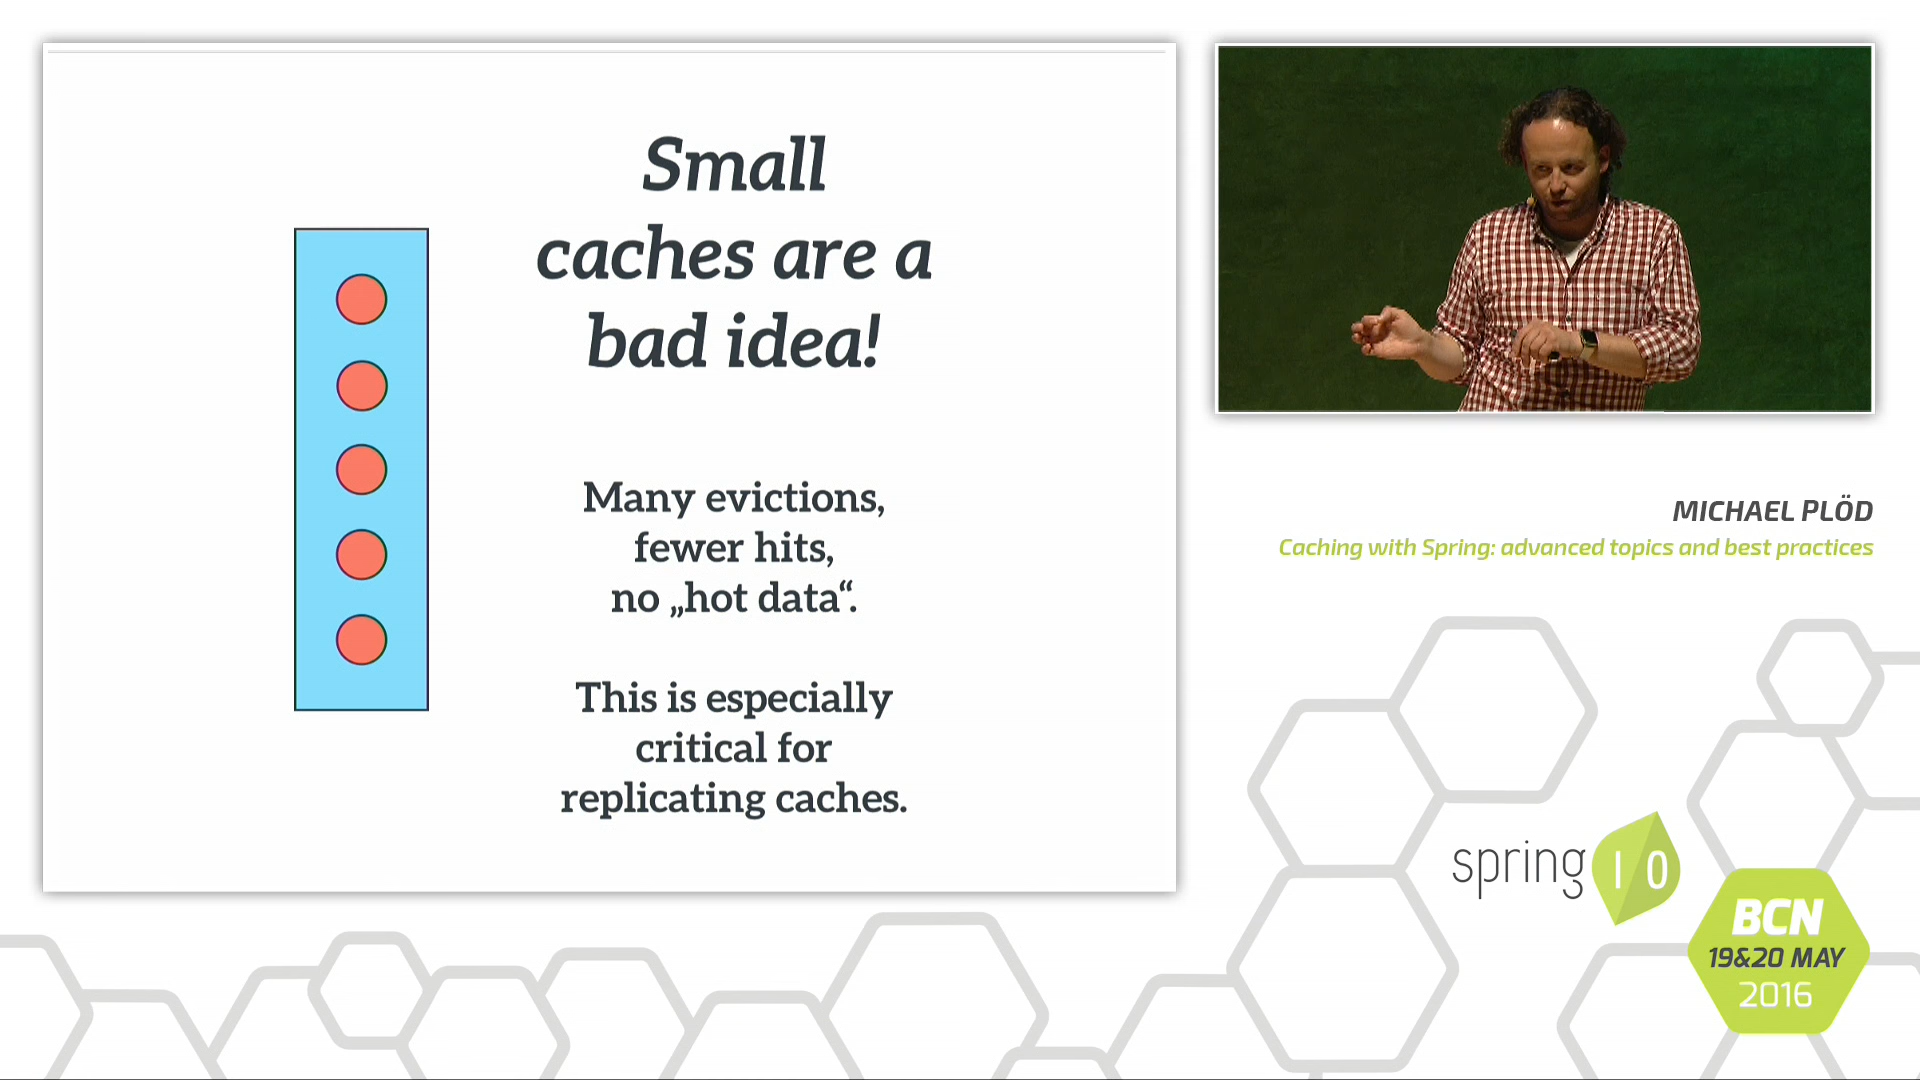 Small
caches are a
bad idea!
Many evictions,
fewer hits,
no „hot data“.
This is especially
critical for
replicating caches.
MICHAEL PLÖD
Caching with Spring: advanced topics and best practices
spring I O
BCN
19&20 MAY
2016